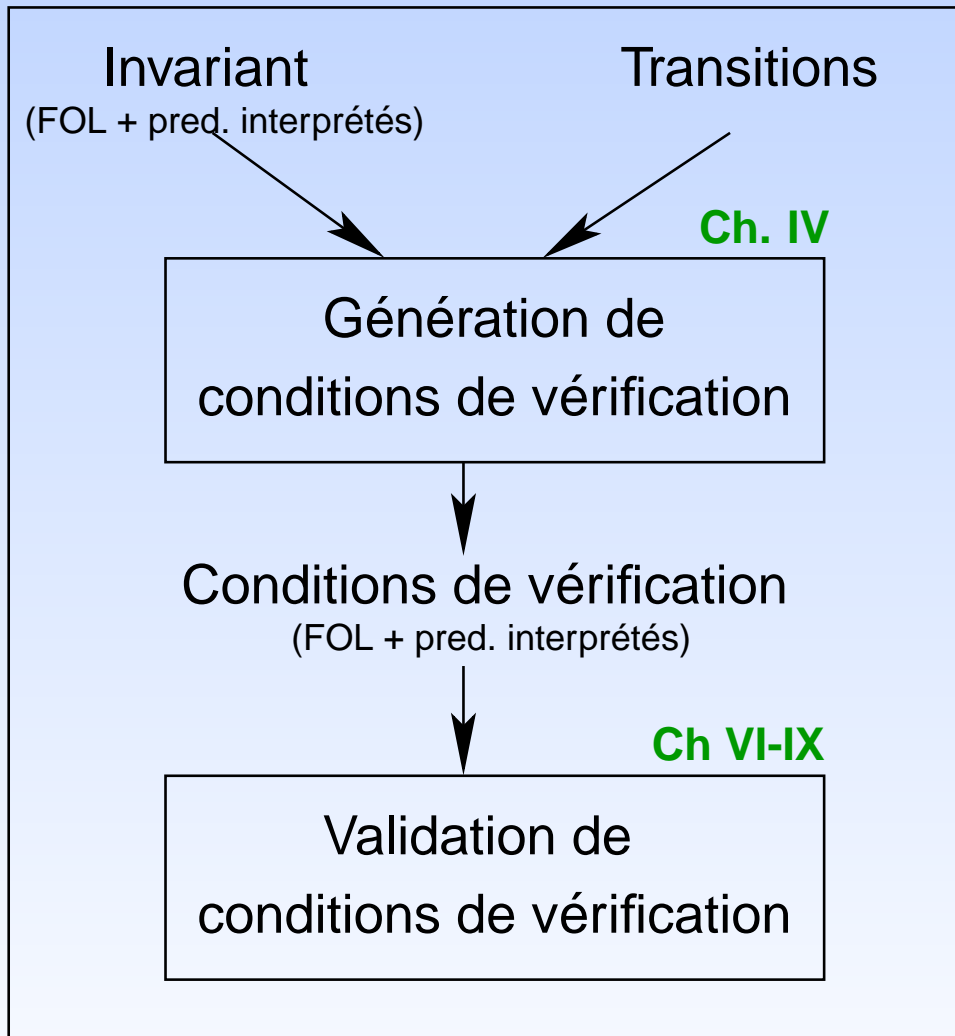 Invariant
(FOL + pred. interprétés)
Transitions
Ch. IV
Génération de
conditions de vérification
Conditions de vérification
(FOL + pred. interprétés)
Ch VI-IX
Validation de
conditions de vérification